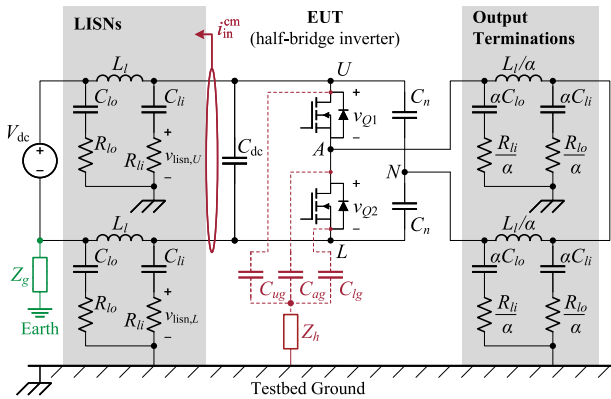 LISNs
i_in^cm
EUT
(half-bridge inverter)
Output
Terminations
L_l
U
L_l/α
C_lo
C_li
+
v_Q1
−
C_n
αC_lo
αC_li
V_dc
+
−
R_lo
+
R_li
v_lisn,U
−
C_dc
A
N
R_li/α
R_lo/α
+
v_Q2
−
C_n
L_l
L
L_l/α
C_lo
C_li
αC_lo
αC_li
Z_g
C_ug
C_ag
C_lg
Earth
R_lo
R_li
+
v_lisn,L
−
Z_h
R_li/α
R_lo/α
Testbed Ground